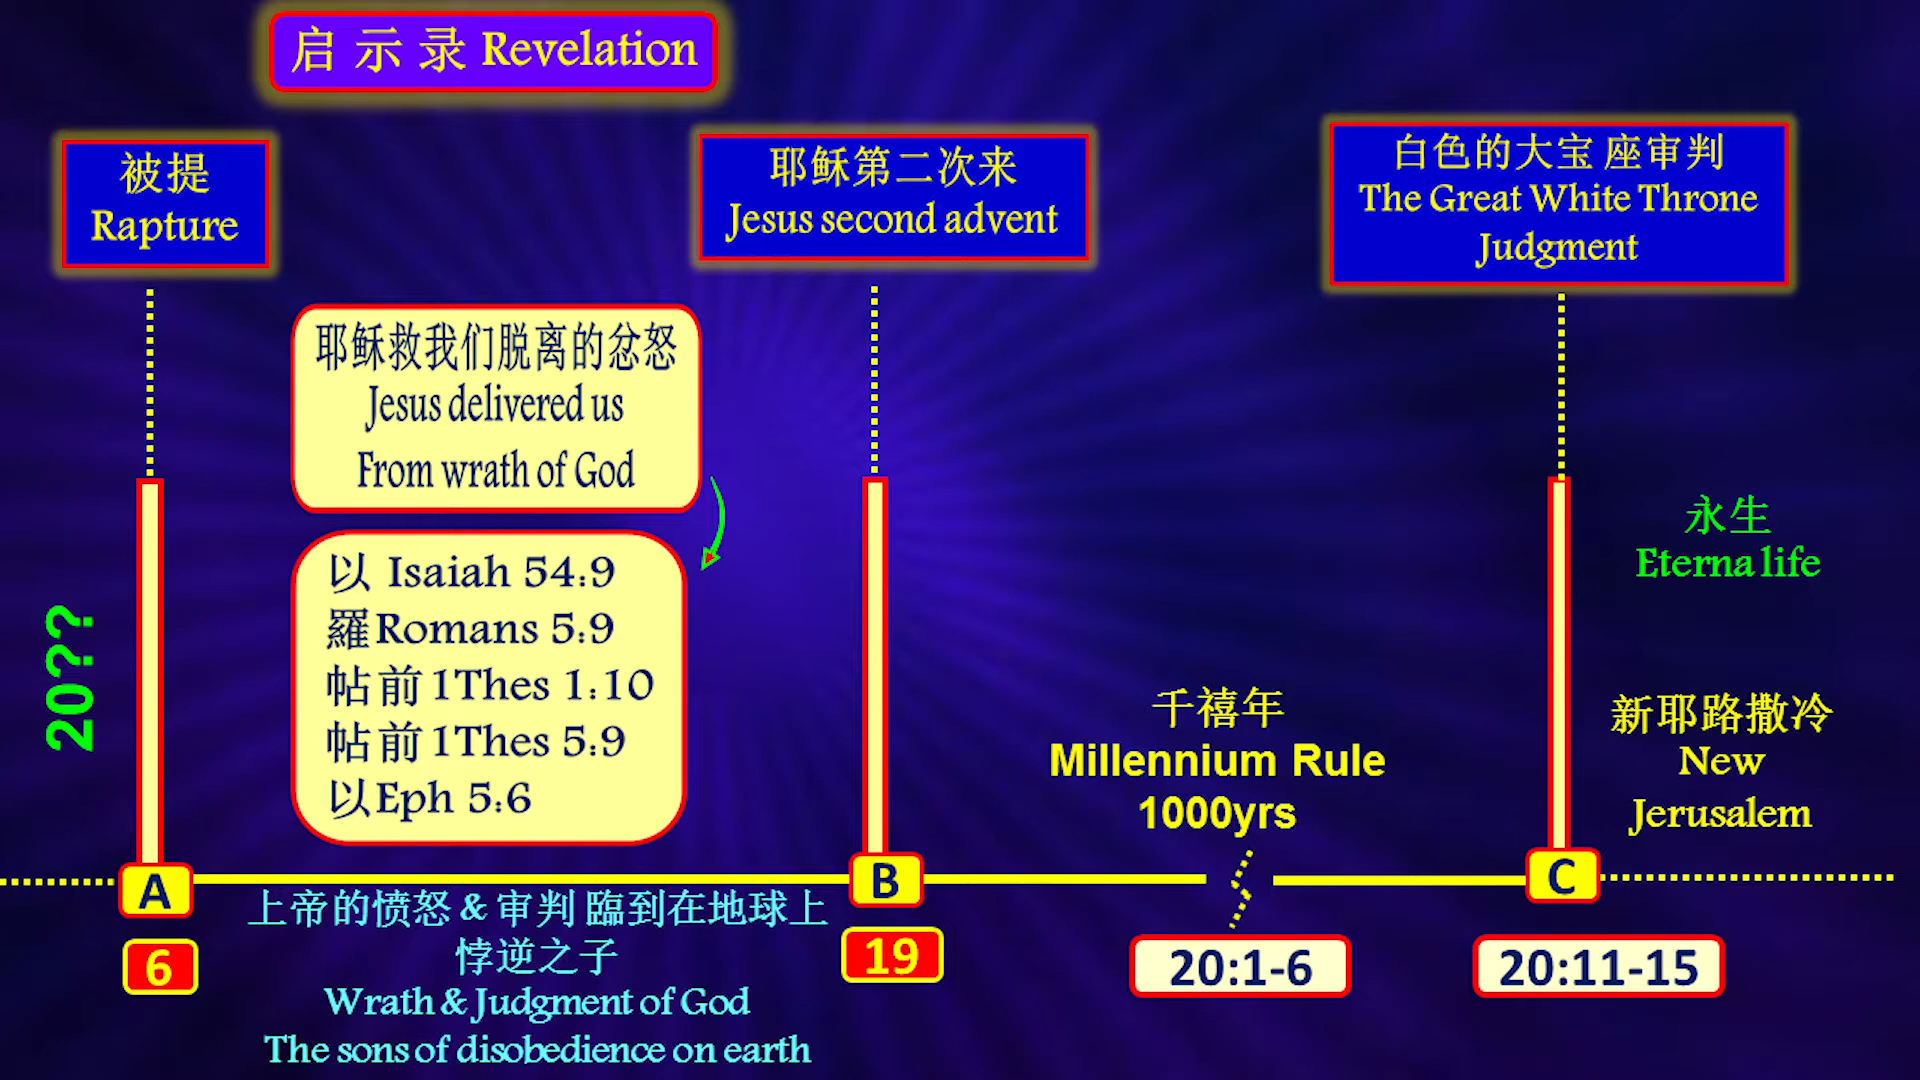 启 示 录 Revelation
被提
Rapture
耶稣第二次来
Jesus second advent
白色的大宝 座审判
The Great White Throne
Judgment
耶稣救我们脱离的忿怒
Jesus delivered us
From wrath of God
以 Isaiah 54:9
羅Romans 5:9
帖前1Thes 1:10
帖前1Thes 5:9
以Eph 5:6
20??
永生
Eterna life
新耶路撒冷
New
Jerusalem
千禧年
Millennium Rule
1000yrs
A
B
C
上帝的愤怒 & 审判 臨到在地球上
悖逆之子
Wrath & Judgment of God
The sons of disobedience on earth
6
19
20:1-6
20:11-15